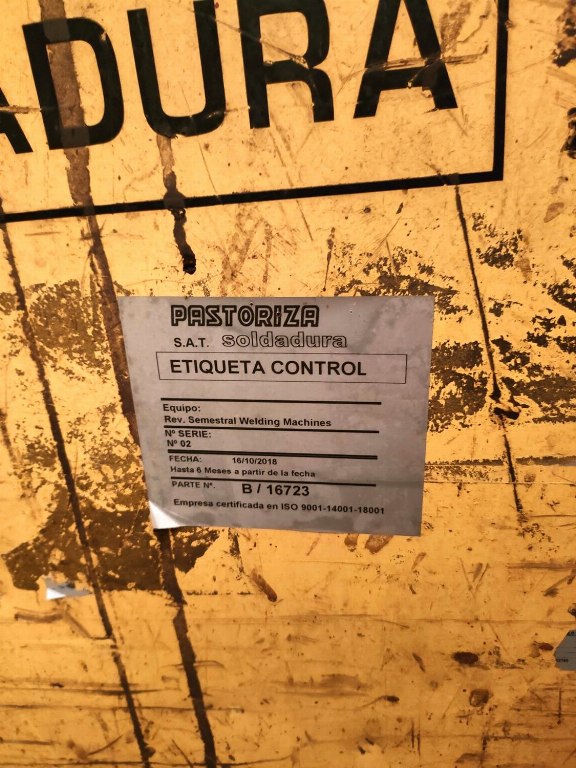 ADURA
PASTORIZA
S.A.T. soldadura
ETIQUETA CONTROL
Equipo:
Rev. Semestral Welding Machines
Nº SERIE:
Nº 02
FECHA: 16/10/2018
Hasta 6 Meses a partir de la fecha
PARTE Nº. B / 16723
Empresa certificada en ISO 9001-14001-18001